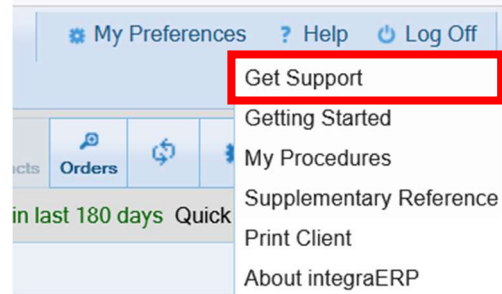 My Preferences ? Help Log Off
Get Support
Getting Started
My Procedures
Supplementary Reference
Print Client
About integraERP
cts Orders
in last 180 days Quick